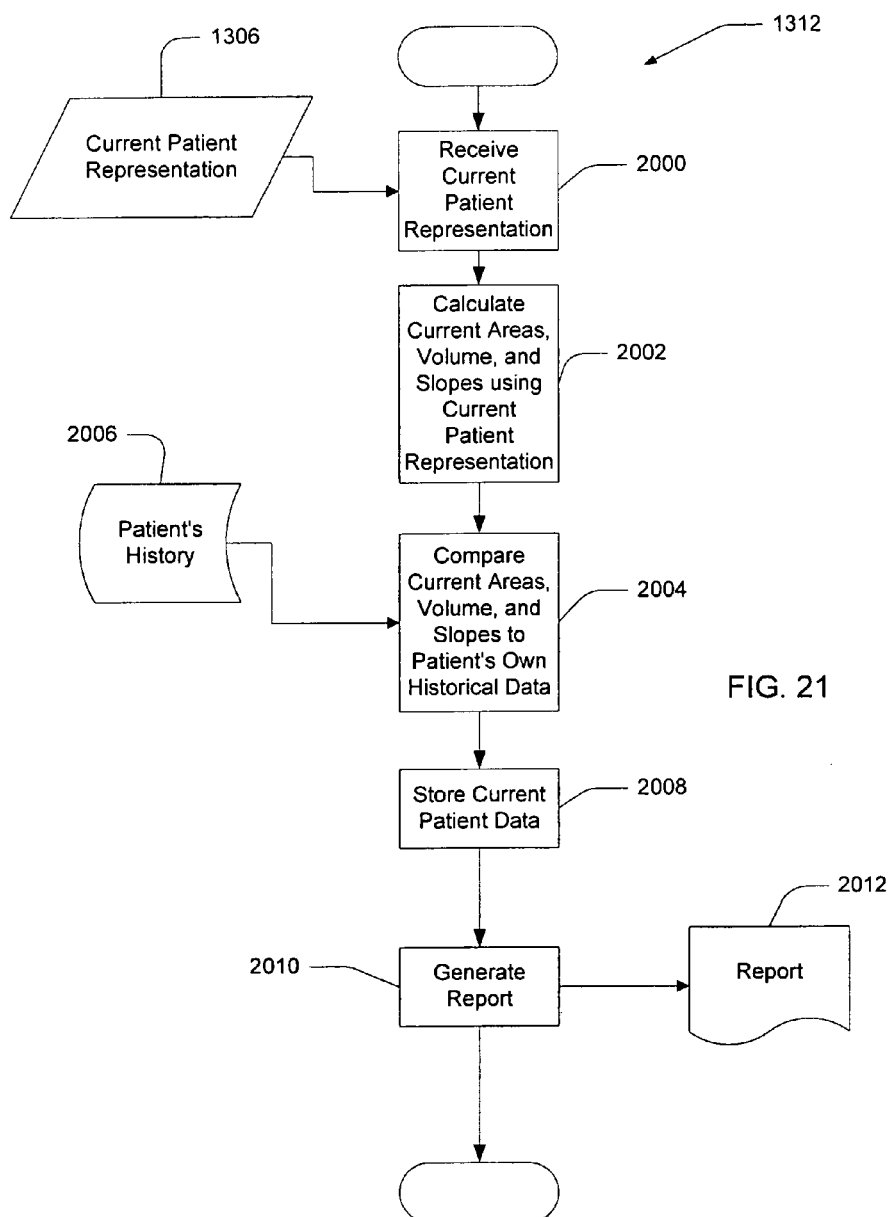 1306
1312
Current Patient
Representation
Receive
Current
Patient
Representation
2000
Calculate
Current Areas,
Volume, and
Slopes using
Current
Patient
Representation
2002
2006
Patient's
History
Compare
Current Areas,
Volume, and
Slopes to
Patient's Own
Historical Data
2004
FIG. 21
Store Current
Patient Data
2008
2012
2010
Generate
Report
Report